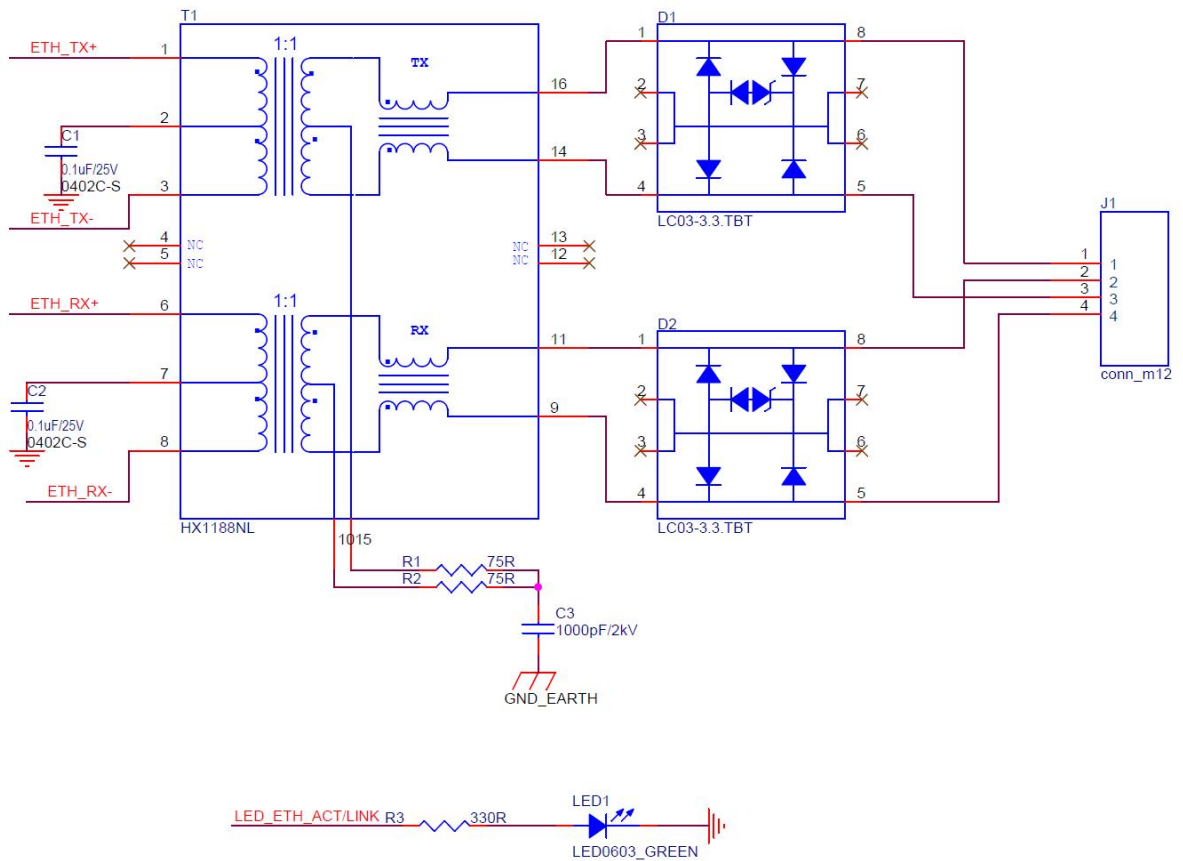 T1
D1
ETH_TX+
1
1:1
TX
16
1
8
2
7
2
C1
3
6
0.1uF/25V
0402C-S
3
14
4
5
ETH_TX-
LC03-3.3.TBT
J1
4
NC
NC
13
5
NC
NC
12
1
1
2
2
3
3
4
4
conn_m12
ETH_RX+
6
1:1
RX
11
D2
1
8
7
C2
2
7
0.1uF/25V
0402C-S
9
3
6
8
4
5
ETH_RX-
HX1188NL
LC03-3.3.TBT
1015
R1
75R
R2
75R
C3
1000pF/2kV
GND_EARTH
LED1
LED_ETH_ACT/LINK
R3
330R
LED0603_GREEN